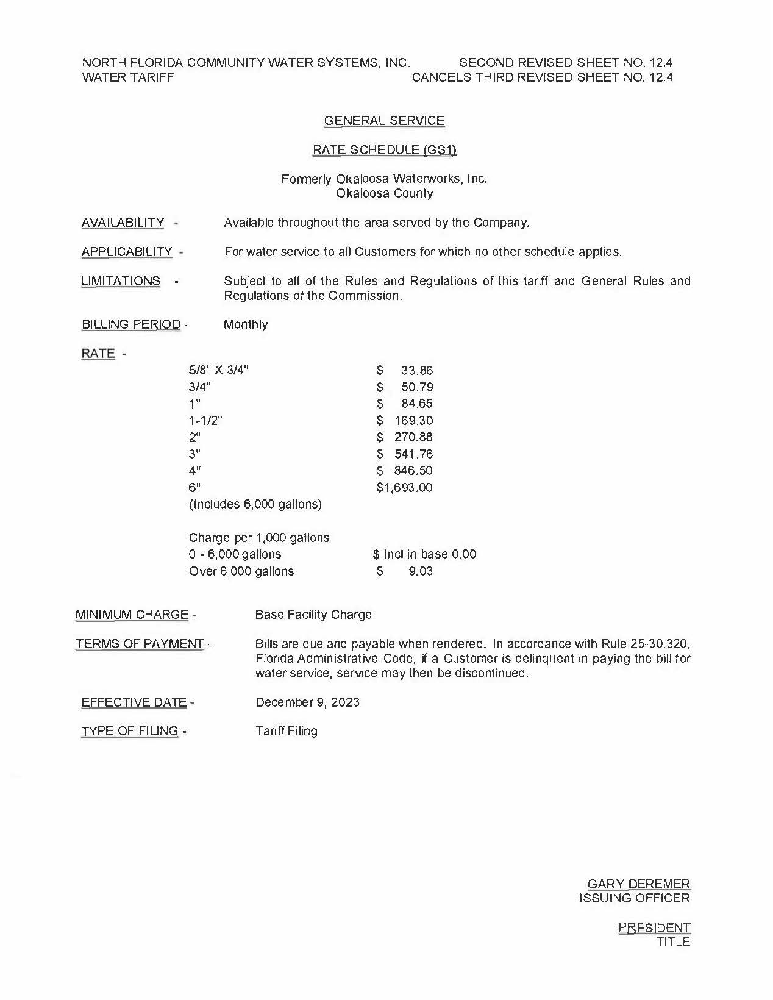 NORTH FLORIDA COMMUNITY WATER SYSTEMS, INC. SECOND REVISED SHEET NO. 12.4
WATER TARIFF CANCELS THIRD REVISED SHEET NO. 12.4
GENERAL SERVICE
RATE SCHEDULE (GS1)
Formerly Okaloosa Waterworks, Inc.
Okaloosa County
AVAILABILITY - Available throughout the area served by the Company.
APPLICABILITY - For water service to all Customers for which no other schedule applies.
LIMITATIONS - Subject to all of the Rules and Regulations of this tariff and General Rules and
Regulations of the Commission.
BILLING PERIOD - Monthly
RATE -
5/8" X 3/4" $ 33.86
3/4" $ 50.79
1" $ 84.65
1-1/2" $ 169.30
2" $ 270.88
3" $ 541.76
4" $ 846.50
6" $1,693.00
(Includes 6,000 gallons)
Charge per 1,000 gallons
0 - 6,000 gallons $ Incl in base 0.00
Over 6,000 gallons $ 9.03
MINIMUM CHARGE - Base Facility Charge
TERMS OF PAYMENT - Bills are due and payable when rendered. In accordance with Rule 25-30.320,
Florida Administrative Code, if a Customer is delinquent in paying the bill for
water service, service may then be discontinued.
EFFECTIVE DATE - December 9, 2023
TYPE OF FILING - Tariff Filing
GARY DEREMER
ISSUING OFFICER
PRESIDENT
TITLE